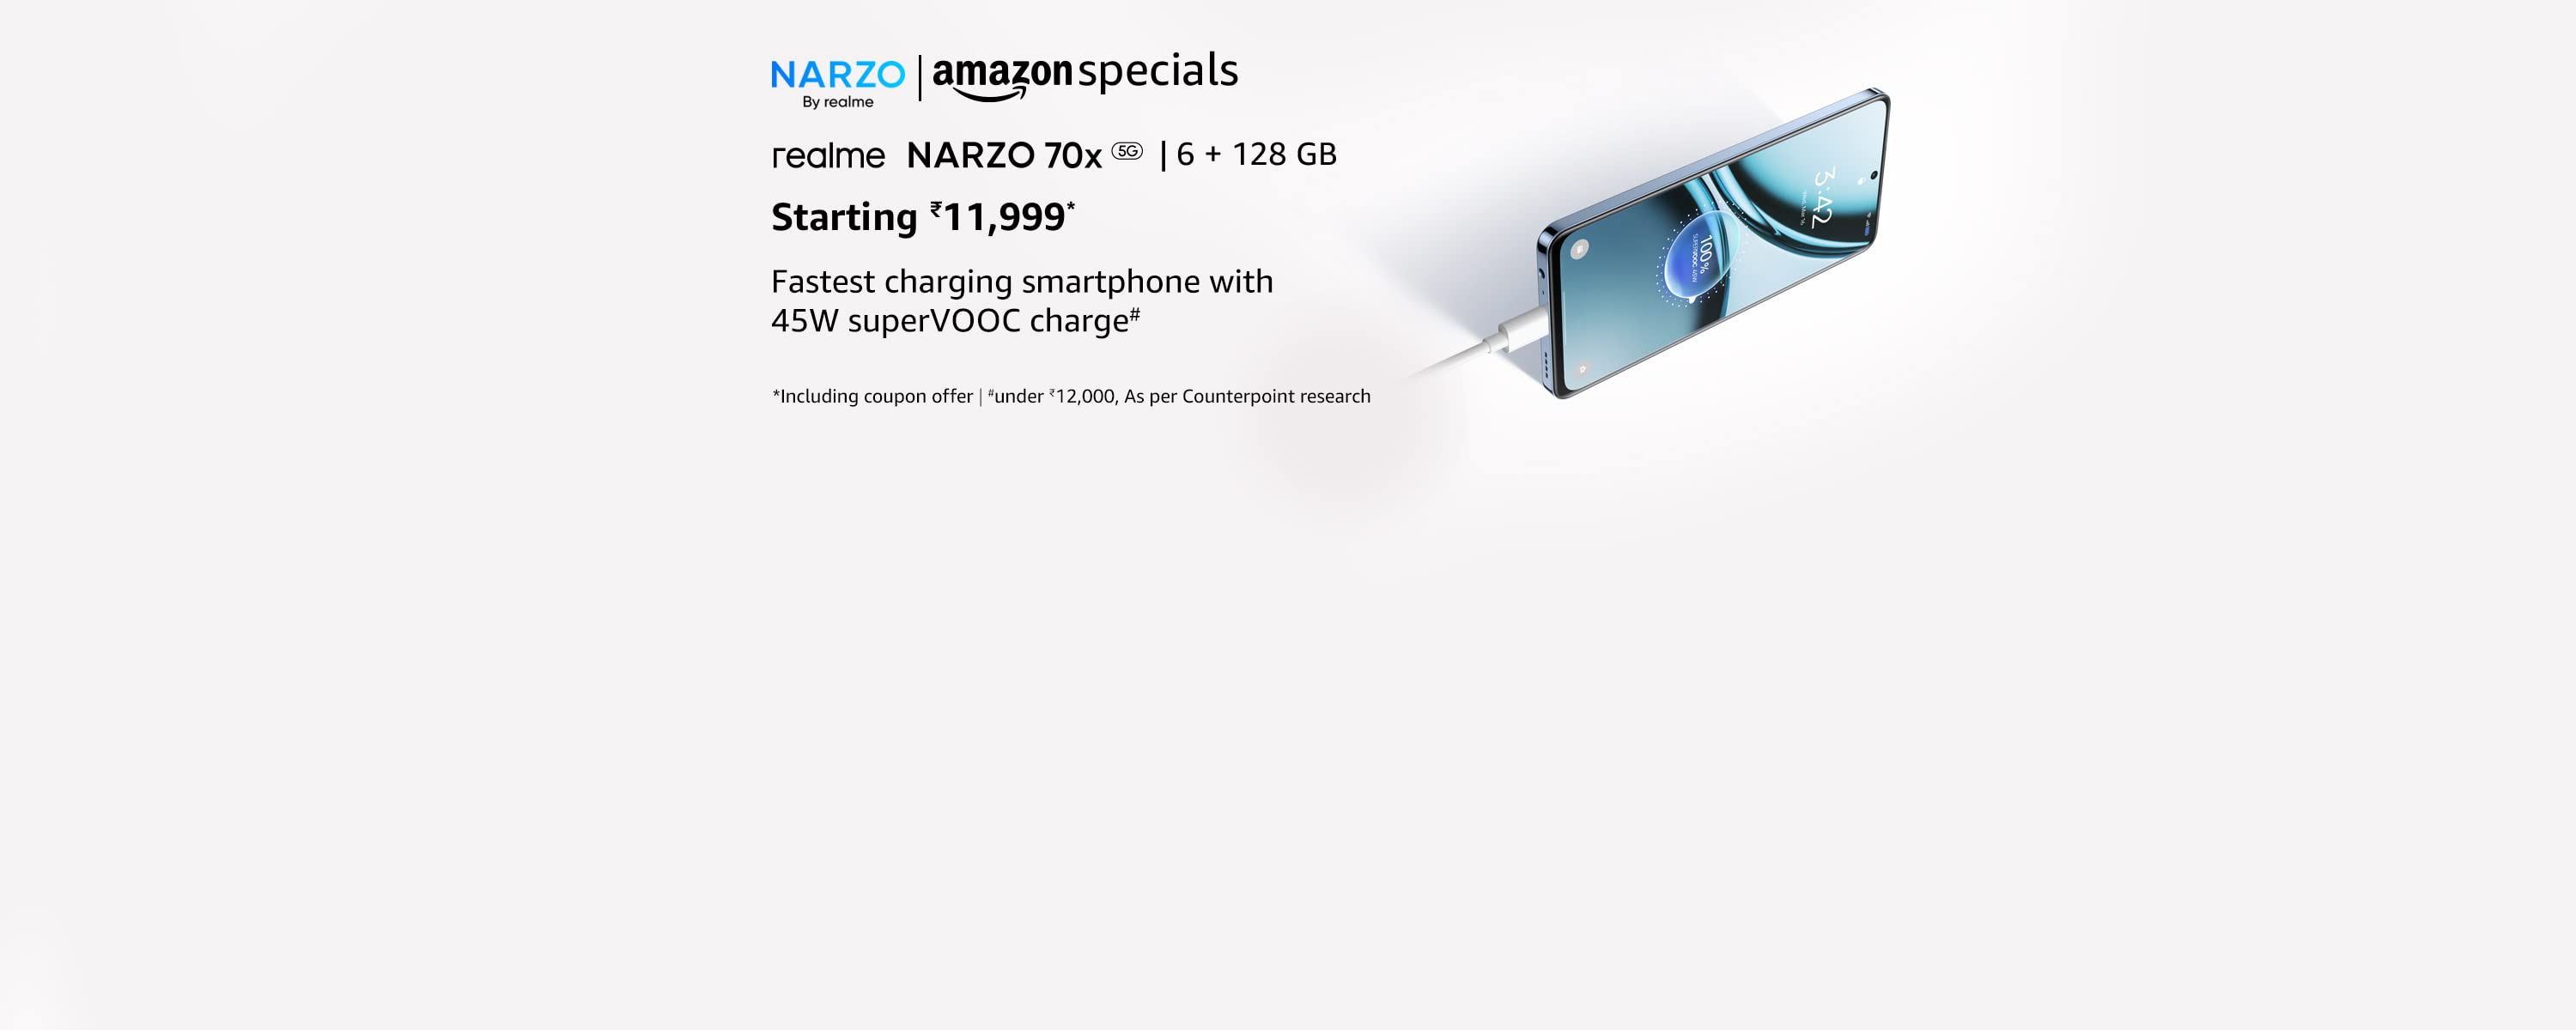 NARZO | amazon specials
By realme
realme NARZO 70x 5G | 6 + 128 GB
Starting ₹11,999*
Fastest charging smartphone with
45W superVOOC charge#
*Including coupon offer | #under ₹12,000, As per Counterpoint research
3:42
100%